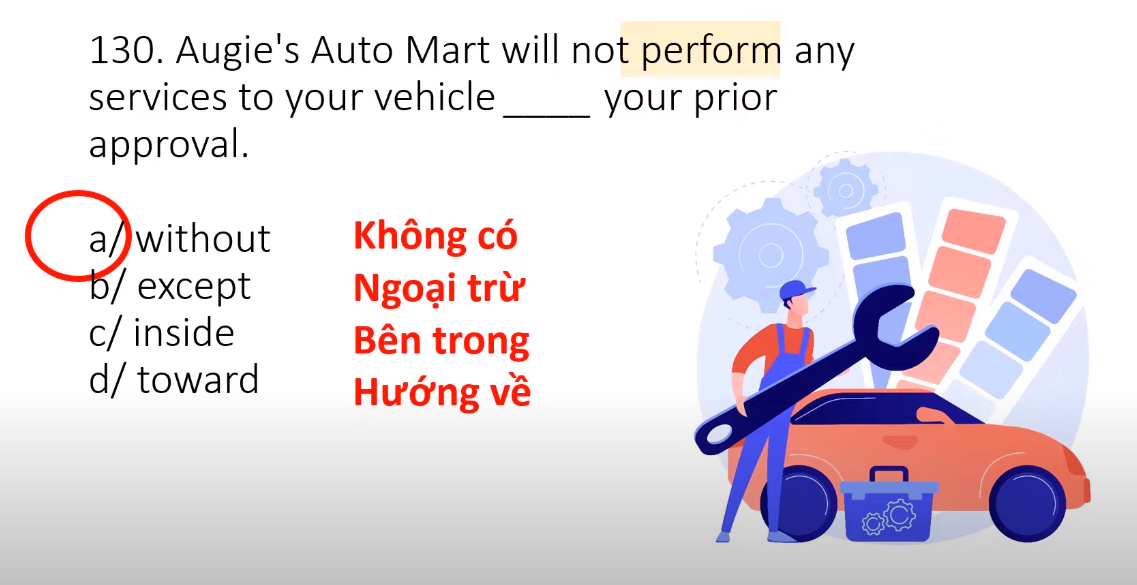 130. Augie's Auto Mart will not perform any
services to your vehicle ____ your prior
approval.
a/ without
b/ except
c/ inside
d/ toward
Không có
Ngoại trừ
Bên trong
Hướng về